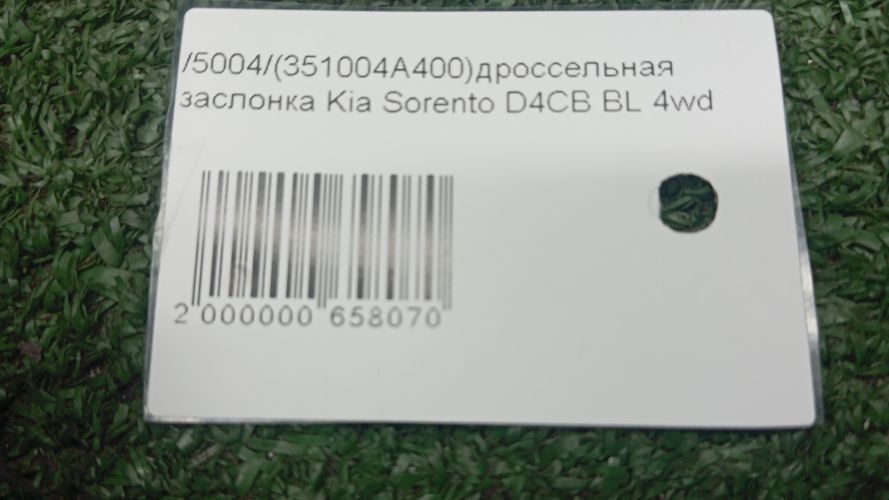 /5004/(351004A400)дроссельная
заслонка Kia Sorento D4CB BL 4wd
2 000000 658070